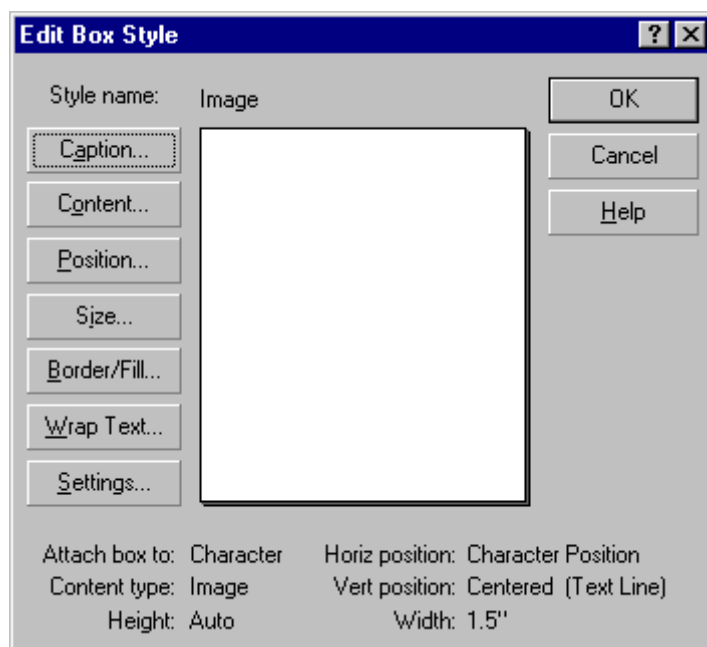 Edit Box Style
Style name: Image
OK
Caption...
Cancel
Content...
Help
Position...
Size...
Border/Fill...
Wrap Text...
Settings...
Attach box to: Character Horiz position: Character Position
Content type: Image Vert position: Centered (Text Line)
Height: Auto Width: 1.5"